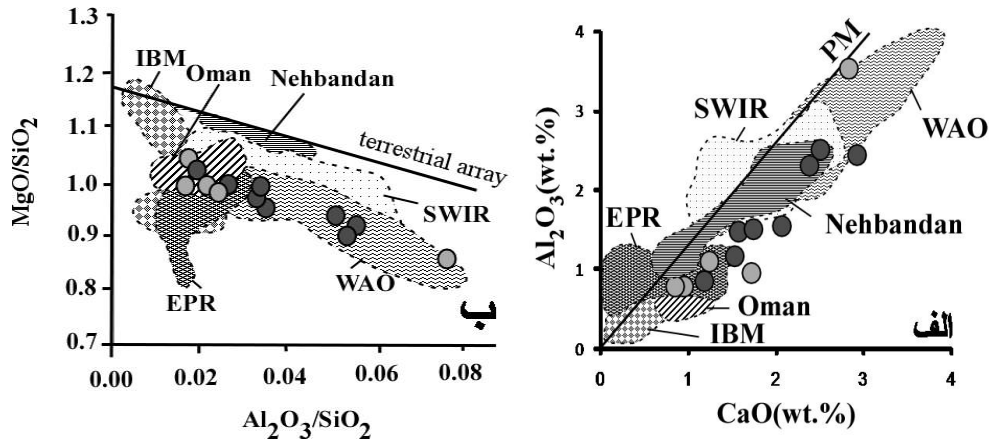 1.3
1.2
1.10
1.0
0.9
0.8
0.7
MgO/SiO2
IBM
Oman
Nehbandan
terrestrial array
SWIR
WAO
EPR
ب
0.00
0.02
0.04
0.06
0.08
Al2O3/SiO2
4
3
2
1
0
Al2O3(wt.%)
PM
SWIR
WAO
EPR
Nehbandan
Oman
IBM
الف
0
1
2
3
4
CaO(wt.%)